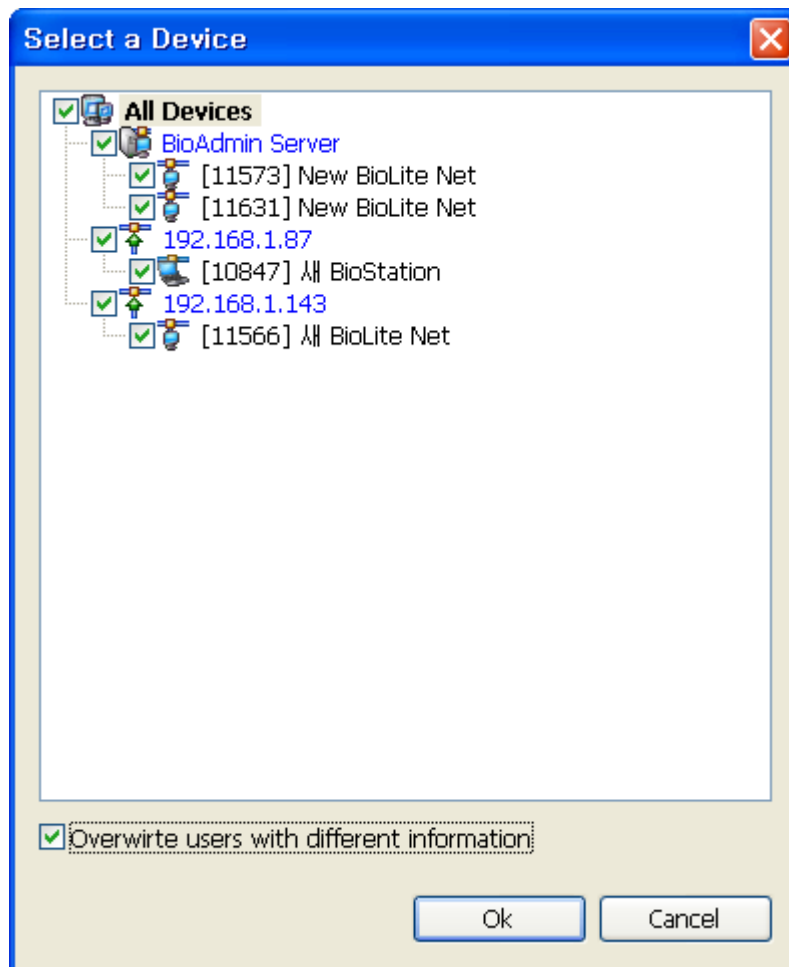 Select a Device
All Devices
BioAdmin Server
[11573] New BioLite Net
[11631] New BioLite Net
192.168.1.87
[10847] 새 BioStation
192.168.1.143
[11566] 새 BioLite Net
Overwirte users with different information
Ok
Cancel